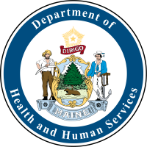 Department of
DIRIGO
MAINE
Health and Human Services